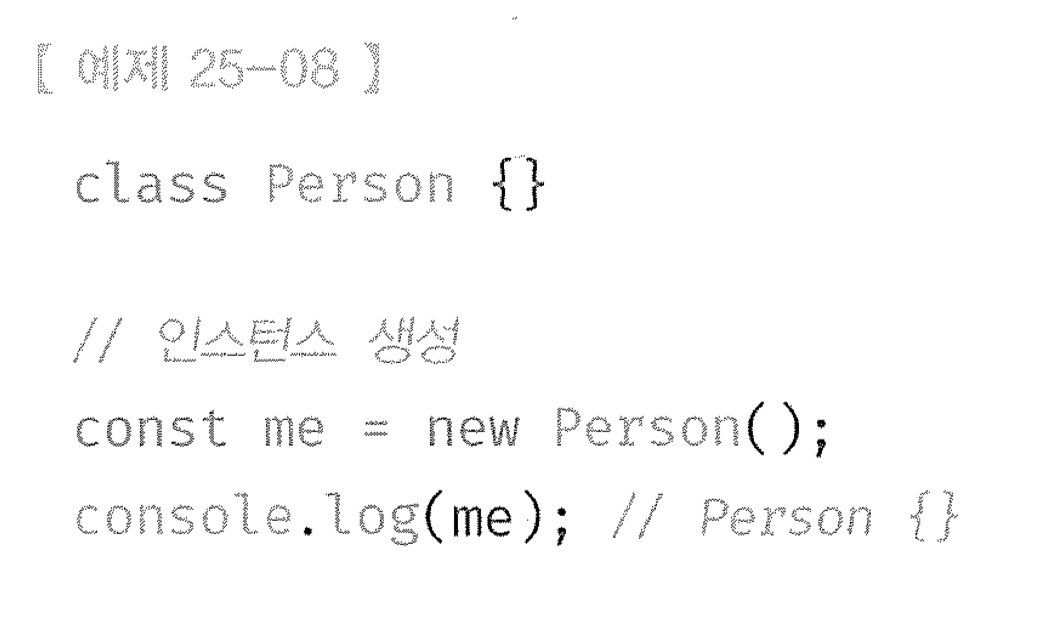 【 예제 25-08 】
class Person {}
// 인스턴스 생성
const me = new Person();
console.log(me); // Person {}